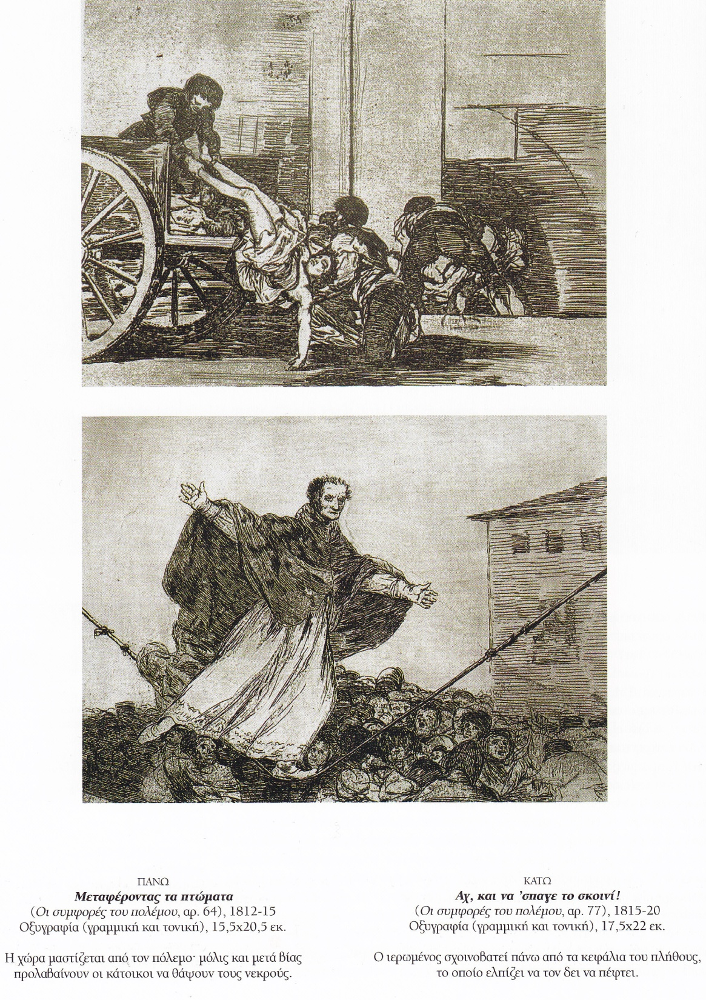 ΠΑΝΩ
Μεταφέροντας τα πτώματα
(Οι συμφορές του πολέμου, αρ. 64), 1812-15
Οξυγραφία (γραμμική και τονική), 15,5x20,5 εκ.
Η χώρα μαστίζεται από τον πόλεμο· μόλις και μετά βίας
προλαβαίνουν οι κάτοικοι να θάψουν τους νεκρούς.
ΚΑΤΩ
Αχ, και να ’σπαγε το σκοινί!
(Οι συμφορές του πολέμου, αρ. 77), 1815-20
Οξυγραφία (γραμμική και τονική), 17,5x22 εκ.
Ο ιερωμένος σχοινοβατεί πάνω από τα κεφάλια του πλήθους,
το οποίο ελπίζει να τον δει να πέφτει.